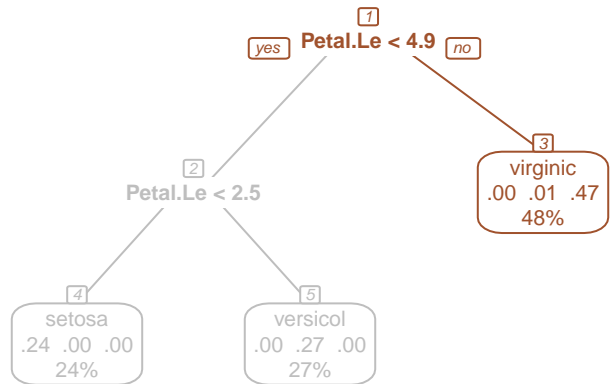 1
yes Petal.Le < 4.9 no
3
virginic
.00 .01 .47
48%
2
Petal.Le < 2.5
4
setosa
.24 .00 .00
24%
5
versicol
.00 .27 .00
27%